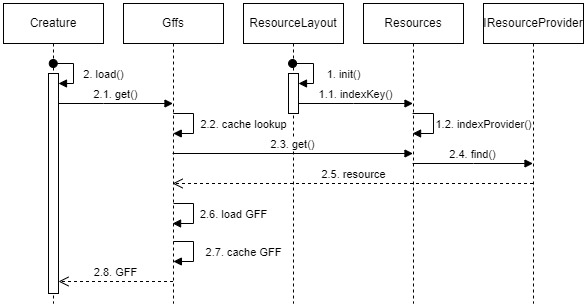 Creature
Gffs
ResourceLayout
Resources
IResourceProvider
2. load()
1. init()
2.1. get()
1.1. indexKey()
2.2. cache lookup
1.2. indexProvider()
2.3. get()
2.4. find()
2.5. resource
2.6. load GFF
2.7. cache GFF
2.8. GFF